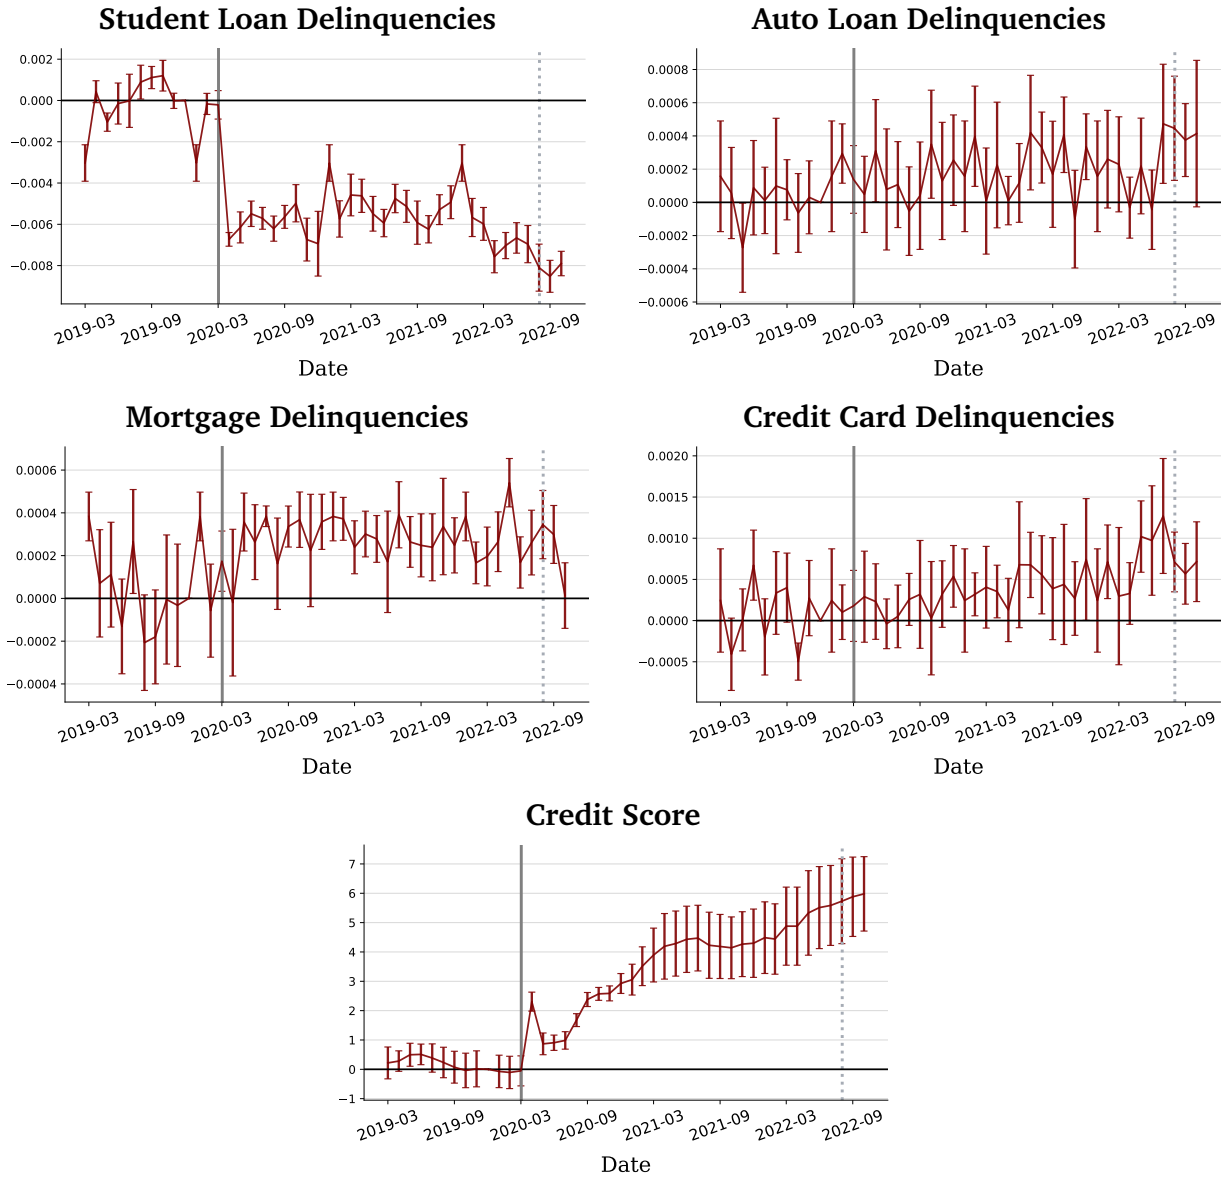 Student Loan Delinquencies
0.002
0.000
−0.002
−0.004
−0.006
−0.008
2019-03 2019-09 2020-03 2020-09 2021-03 2021-09 2022-03 2022-09
Date
Auto Loan Delinquencies
0.0008
0.0006
0.0004
0.0002
0.0000
−0.0002
−0.0004
−0.0006
2019-03 2019-09 2020-03 2020-09 2021-03 2021-09 2022-03 2022-09
Date
Mortgage Delinquencies
0.0006
0.0004
0.0002
0.0000
−0.0002
−0.0004
2019-03 2019-09 2020-03 2020-09 2021-03 2021-09 2022-03 2022-09
Date
Credit Card Delinquencies
0.0020
0.0015
0.0010
0.0005
0.0000
−0.0005
2019-03 2019-09 2020-03 2020-09 2021-03 2021-09 2022-03 2022-09
Date
Credit Score
7
6
5
4
3
2
1
0
−1
2019-03 2019-09 2020-03 2020-09 2021-03 2021-09 2022-03 2022-09
Date